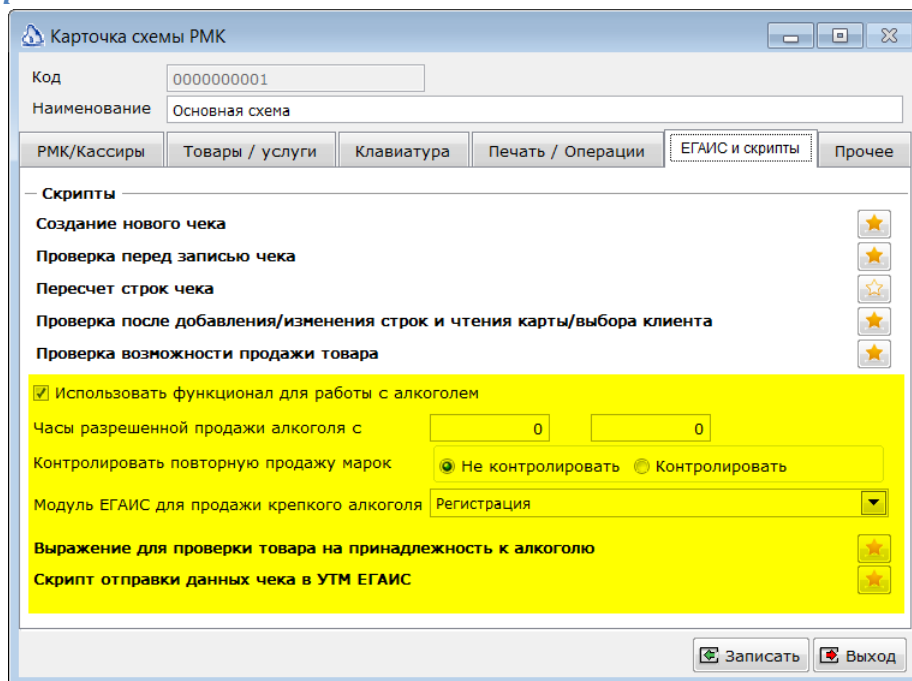 Карточка схемы РМК
Код 0000000001
Наименование Основная схема
РМК/Кассиры Товары / услуги Клавиатура Печать / Операции ЕГАИС и скрипты Прочее
Скрипты
Создание нового чека
Проверка перед записью чека
Пересчет строк чека
Проверка после добавления/изменения строк и чтения карты/выбора клиента
Проверка возможности продажи товара
Использовать функционал для работы с алкоголем
Часы разрешенной продажи алкоголя с 0 0
Контролировать повторную продажу марок Не контролировать Контролировать
Модуль ЕГАИС для продажи крепкого алкоголя Регистрация
Выражение для проверки товара на принадлежность к алкоголю
Скрипт отправки данных чека в УТМ ЕГАИС
Записать Выход